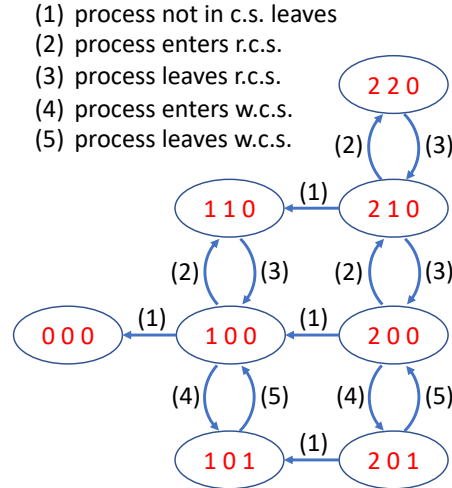 (1) process not in c.s. leaves
(2) process enters r.c.s.
(3) process leaves r.c.s.
(4) process enters w.c.s.
(5) process leaves w.c.s.
2 2 0
(2) (3)
1 1 0 (1) 2 1 0
(2) (3) (2) (3)
0 0 0 (1) 1 0 0 (1) 2 0 0
(4) (5) (4) (5)
1 0 1 (1) 2 0 1